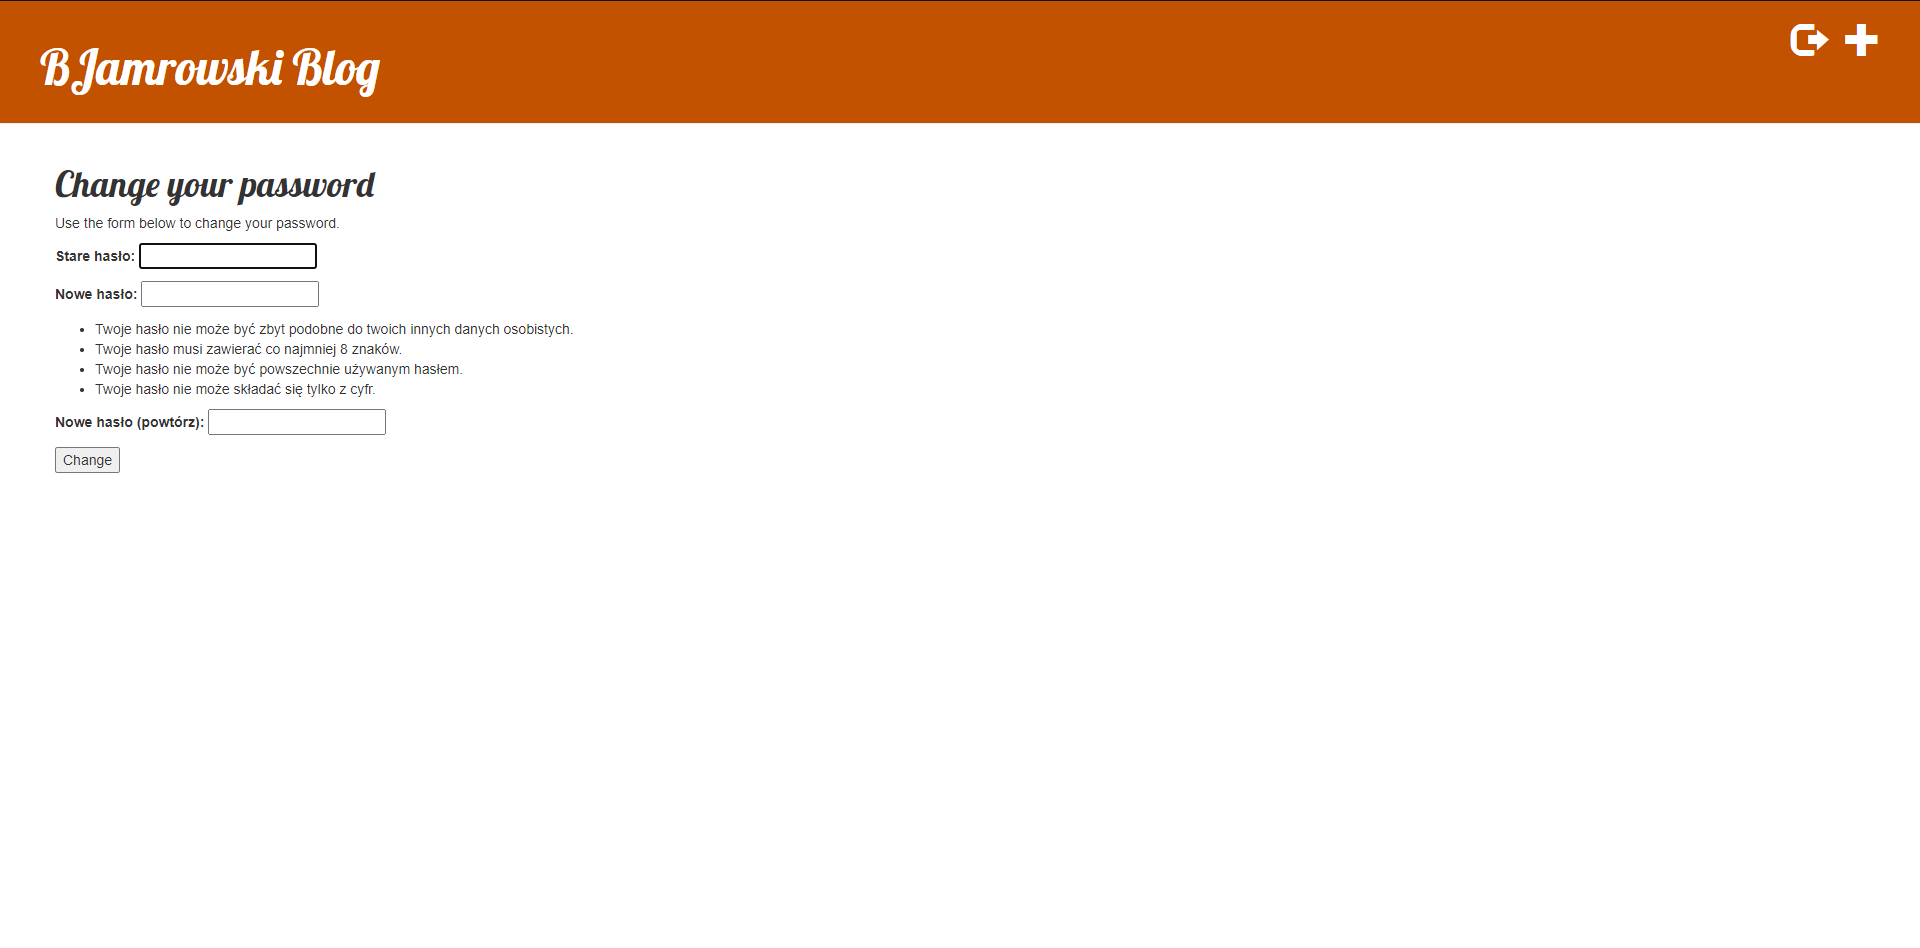 BJamrowski Blog
Change your password
Use the form below to change your password.
Stare hasło:
Nowe hasło:
Twoje hasło nie może być zbyt podobne do twoich innych danych osobistych.
Twoje hasło musi zawierać co najmniej 8 znaków.
Twoje hasło nie może być powszechnie używanym hasłem.
Twoje hasło nie może składać się tylko z cyfr.
Nowe hasło (powtórz):
Change